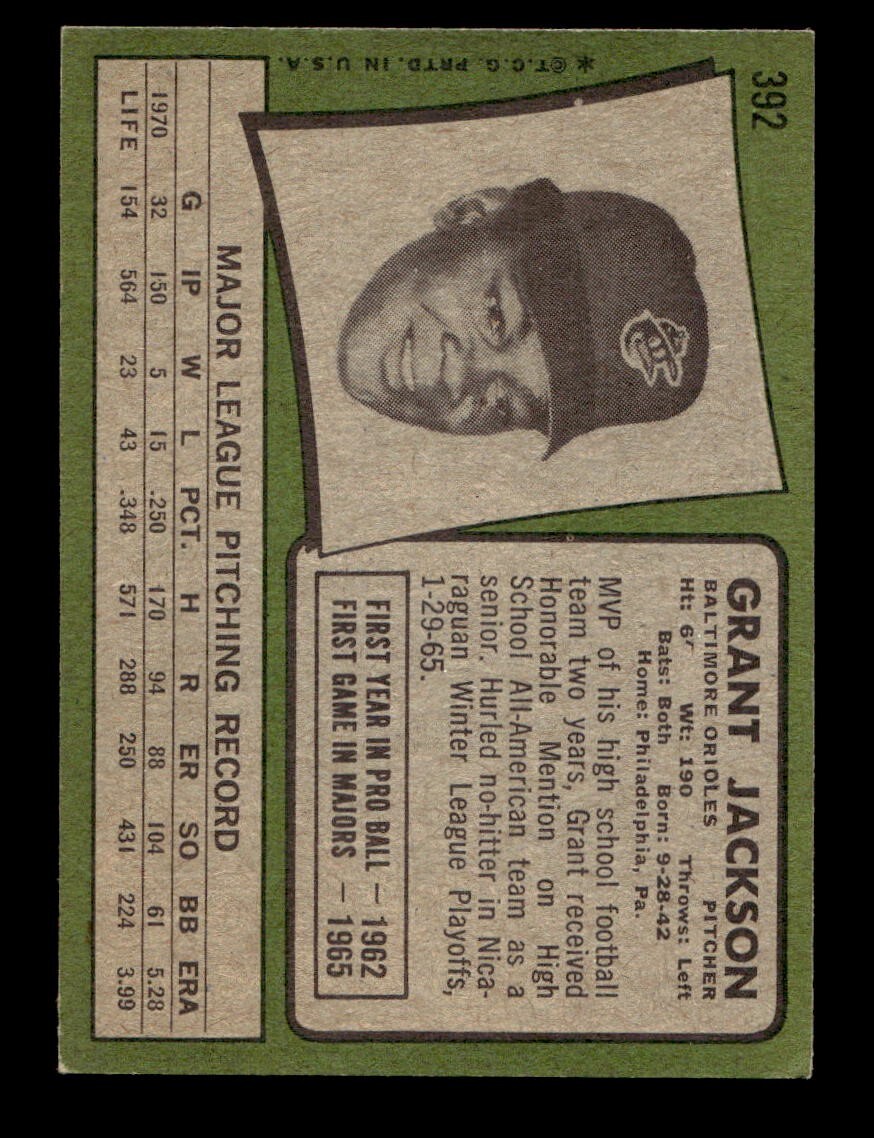 392
GRANT JACKSON
BALTIMORE ORIOLES PITCHER
Ht: 6' Wt: 190 Throws: Left
Bats: Both Born: 9-28-42
Home: Philadelphia, Pa.
MVP of his high school football
team two years, Grant received
Honorable Mention on High
School All-American team as a
senior. Hurled no-hitter in Nica-
raguan Winter League Playoffs,
1-29-65.
FIRST YEAR IN PRO BALL — 1962
FIRST GAME IN MAJORS — 1965
MAJOR LEAGUE PITCHING RECORD
G IP W L PCT. H R ER SO BB ERA
1970 32 150 5 15 .250 170 94 88 104 61 5.28
LIFE 154 564 23 43 .348 571 288 250 431 224 3.99
* ©T.C.G. PRTD. IN U.S.A.